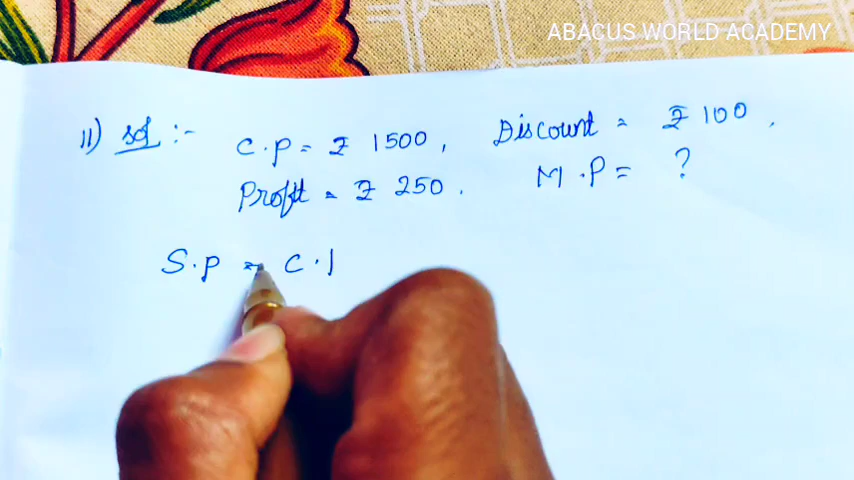 ABACUS WORLD ACADEMY
11) Sol :- C.P = ₹ 1500, Discount = ₹ 100,
Profit = ₹ 250. M.P = ?
S.P = C.